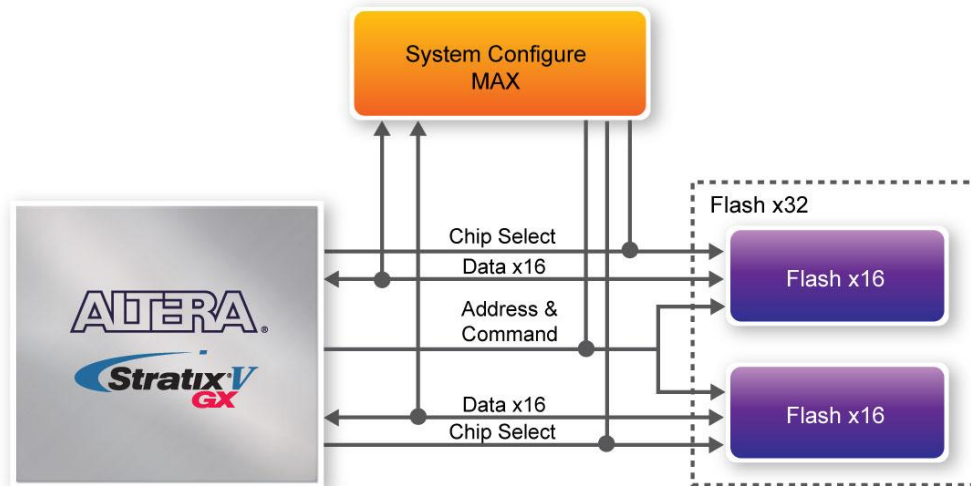 System Configure
MAX
Flash x32
Chip Select
Data x16
Flash x16
Address &
Command
ALTERA®
Stratix® V
GX
Data x16
Chip Select
Flash x16